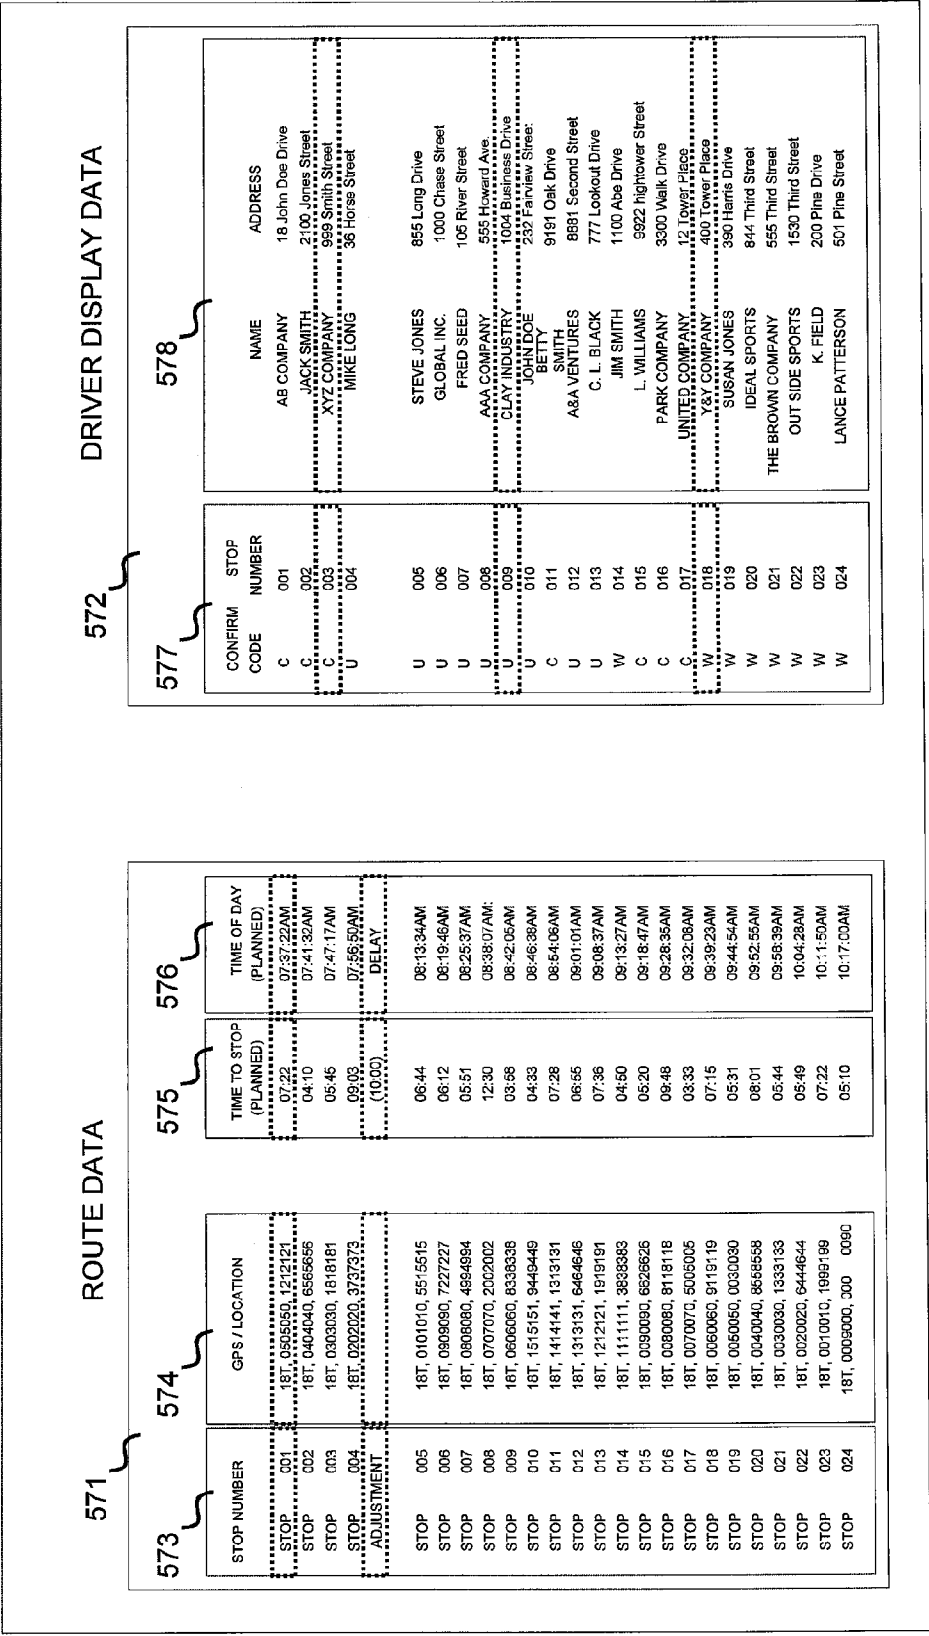 ROUTE DATA
571
573
574
575
576
STOP NUMBER GPS / LOCATION TIME TO STOP (PLANNED) TIME OF DAY (PLANNED)
STOP 001 18T, 0505050, 1212121 07:22 07:37:22AM
STOP 002 18T, 0404040, 6565656 04:10 07:41:32AM
STOP 003 18T, 0303030, 1818181 05:45 07:47:17AM
STOP 004 18T, 0202020, 3737373 09:03 07:56:50AM
ADJUSTMENT (10:00) DELAY
STOP 005 18T, 0101010, 5515515 06:44 08:13:34AM
STOP 006 18T, 0909090, 7227227 06:12 08:19:46AM
STOP 007 18T, 0808080, 4994994 05:51 08:25:37AM
STOP 008 18T, 0707070, 2002002 12:30 08:38:07AM:
STOP 009 18T, 0606060, 8338338 03:58 08:42:05AM
STOP 010 18T, 1515151, 9449449 04:33 08:46:38AM
STOP 011 18T, 1414141, 1313131 07:28 08:54:06AM
STOP 012 18T, 1313131, 6464646 06:55 09:01:01AM
STOP 013 18T, 1212121, 1919191 07:36 09:08:37AM
STOP 014 18T, 1111111, 3838383 04:50 09:13:27AM
STOP 015 18T, 0090090, 6626626 05:20 09:18:47AM
STOP 016 18T, 0080080, 8118118 09:48 09:28:35AM
STOP 017 18T, 0070070, 5005005 03:33 09:32:08AM
STOP 018 18T, 0060060, 9119119 07:15 09:39:23AM
STOP 019 18T, 0050050, 0030030 05:31 09:44:54AM
STOP 020 18T, 0040040, 8558558 08:01 09:52:55AM
STOP 021 18T, 0030030, 1333133 05:44 09:58:39AM
STOP 022 18T, 0020020, 6444644 05:49 10:04:28AM
STOP 023 18T, 0010010, 1999199 07:22 10:11:50AM
STOP 024 18T, 0009000, 000 0090 05:10 10:17:00AM
DRIVER DISPLAY DATA
572
577
578
CONFIRM CODE STOP NUMBER NAME ADDRESS
C 001 AB COMPANY 18 John Doe Drive
C 002 JACK SMITH 2100 Jones Street
C 003 XYZ COMPANY 999 Smith Street
U 004 MIKE LONG 36 Horse Street
U 005 STEVE JONES 855 Long Drive
U 006 GLOBAL INC. 1000 Chase Street
U 007 FRED SEED 105 River Street
U 008 AAA COMPANY 555 Howard Ave.
U 009 CLAY INDUSTRY 1004 Business Drive
U 010 JOHN DOE 232 Fairview Stree:
C 011 BETTY SMITH 9191 Oak Drive
U 012 A&A VENTURES 8881 Second Street
U 013 C. L. BLACK 777 Lookout Drive
W 014 JIM SMITH 1100 Abe Drive
C 015 L. WILLIAMS 9922 hightower Street
C 016 PARK COMPANY 3300 Walk Drive
C 017 UNITED COMPANY 12 Tower Place
W 018 Y&Y COMPANY 400 Tower Place
W 019 SUSAN JONES 390 Harris Drive
W 020 IDEAL SPORTS 844 Third Street
W 021 THE BROWN COMPANY 555 Third Street
W 022 OUT SIDE SPORTS 1530 Third Street
W 023 K. FIELD 200 Pine Drive
W 024 LANCE PATTERSON 501 Pine Street